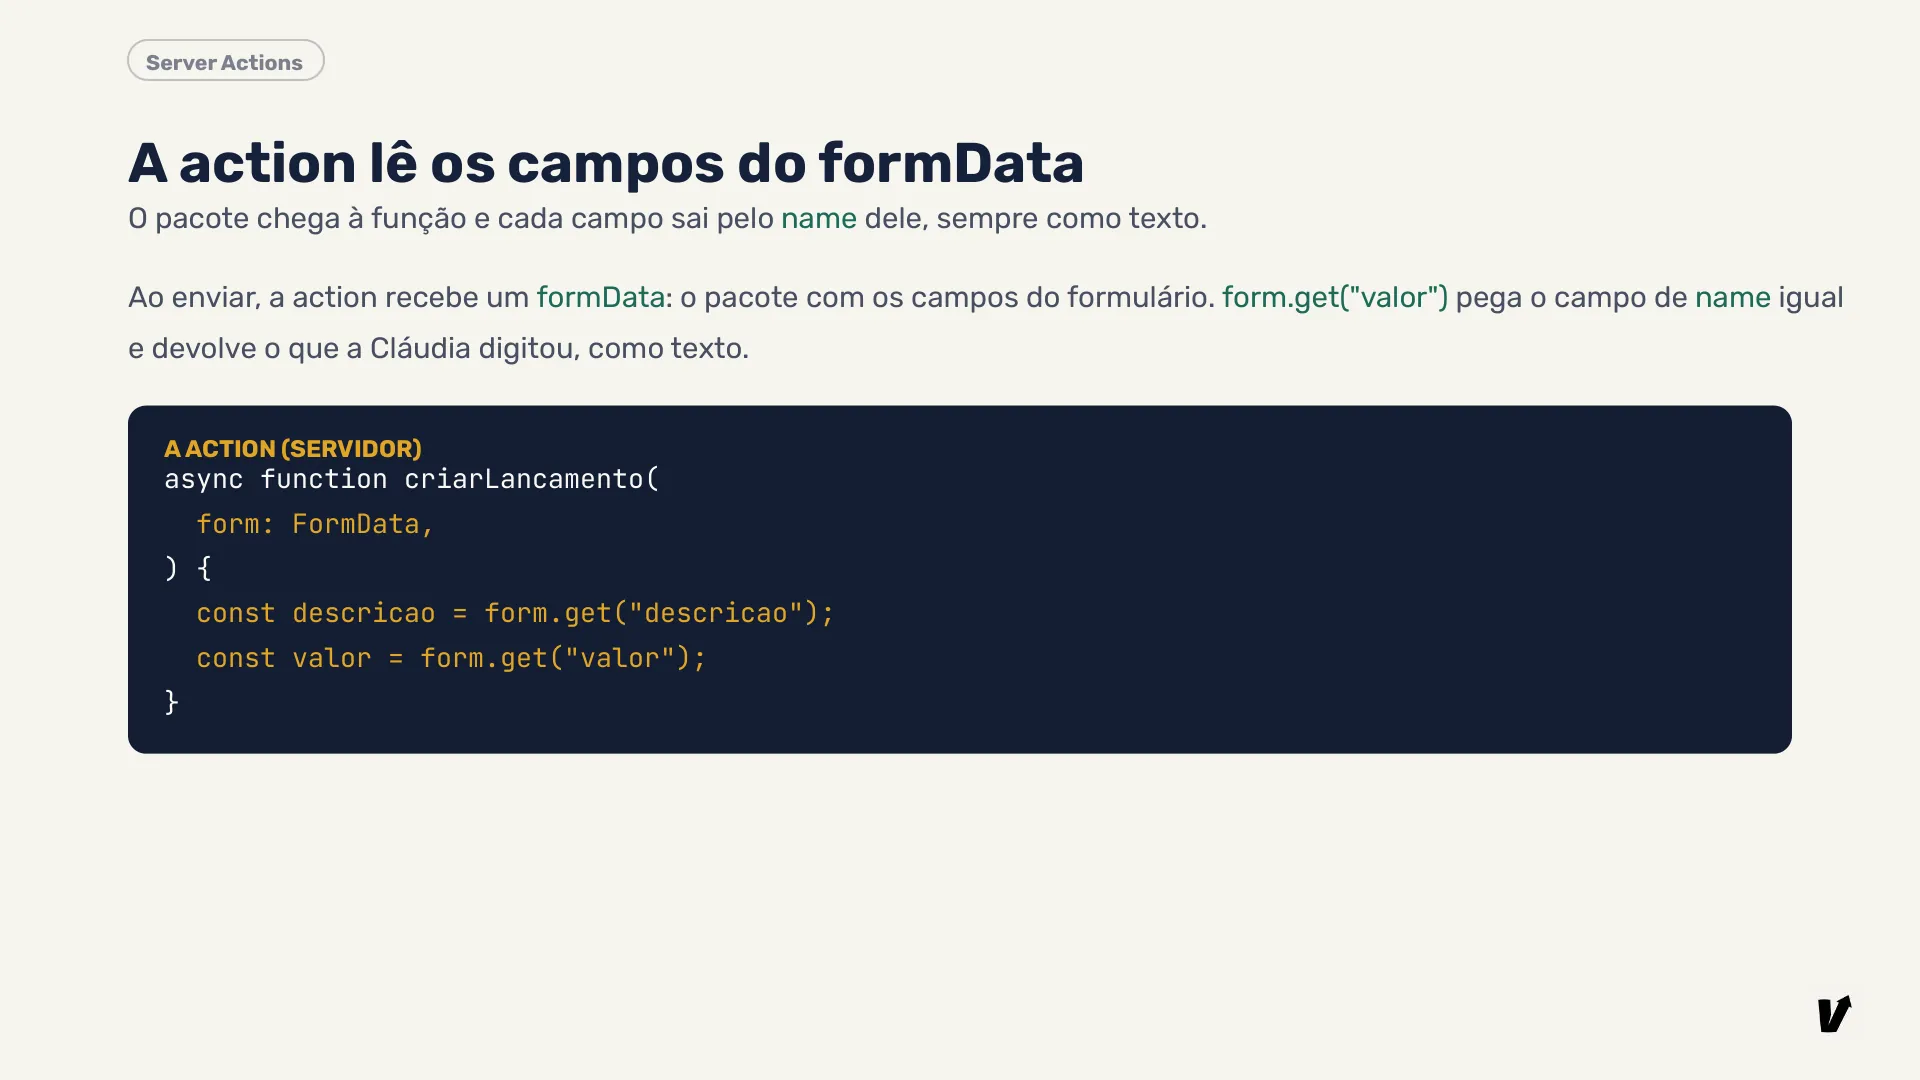 Server Actions
A action lê os campos do formData
O pacote chega à função e cada campo sai pelo name dele, sempre como texto.
Ao enviar, a action recebe um formData: o pacote com os campos do formulário. form.get("valor") pega o campo de name igual
e devolve o que a Cláudia digitou, como texto.
A ACTION (SERVIDOR)
async function criarLancamento(
  form: FormData,
) {
  const descricao = form.get("descricao");
  const valor = form.get("valor");
}